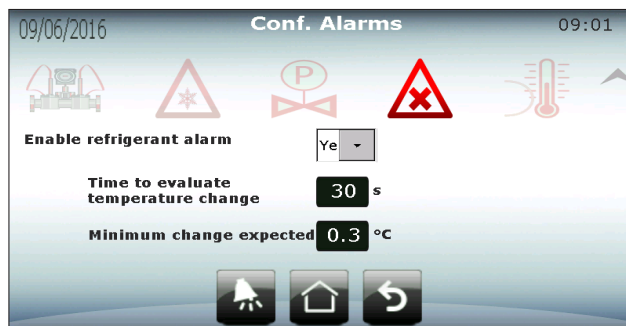 09/06/2016 Conf. Alarms 09:01
P
Enable refrigerant alarm Ye
Time to evaluate
temperature change 30 s
Minimum change expected 0.3 °C